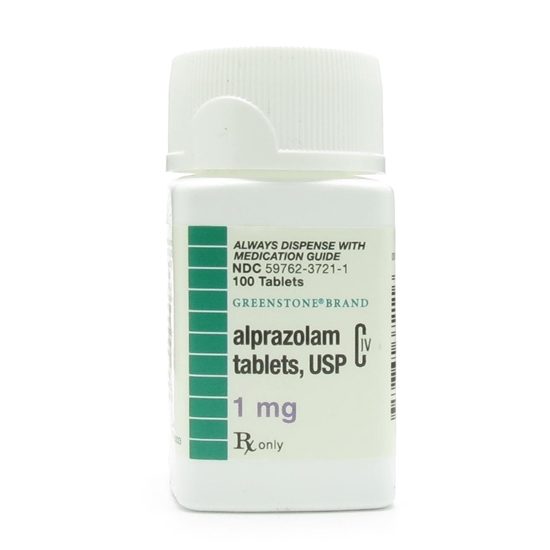 ALWAYS DISPENSE WITH
MEDICATION GUIDE
NDC 59762-3721-1
100 Tablets
GREENSTONE® BRAND
alprazolam
tablets, USP
CIV
1 mg
Rx only